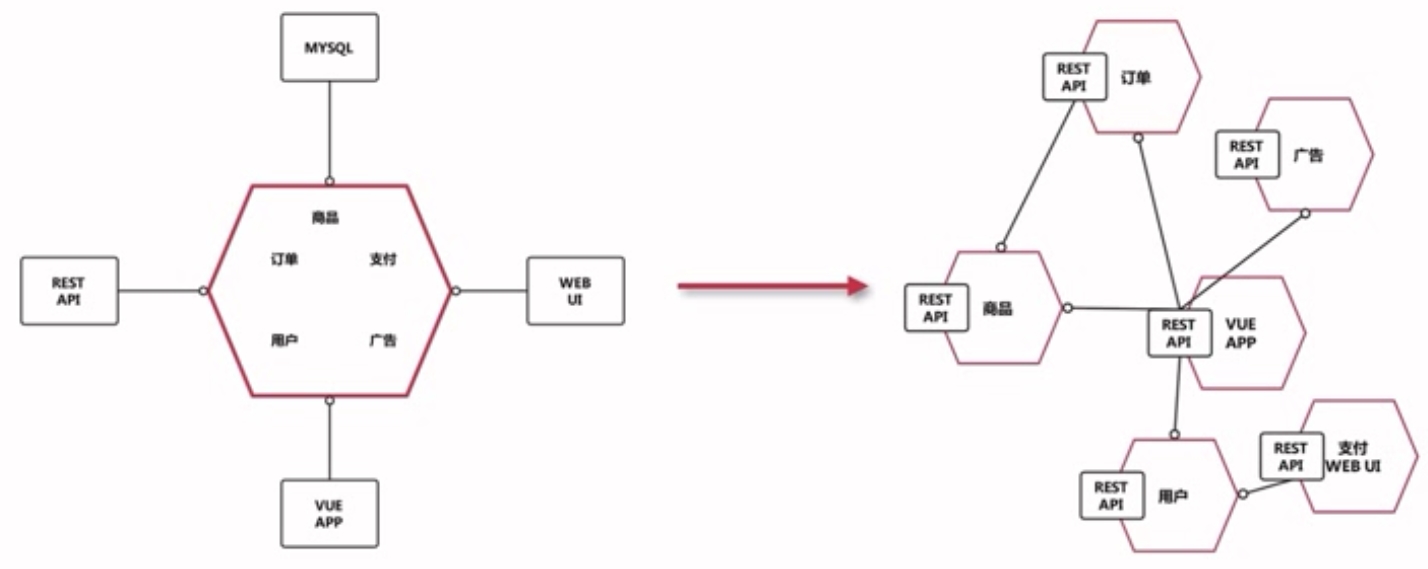 MYSQL
商品
订单
支付
REST
API
WEB
UI
用户
广告
VUE
APP
REST
API
订单
REST
API
广告
REST
API
商品
REST
API
VUE
APP
REST
API
支付
WEB UI
REST
API
用户